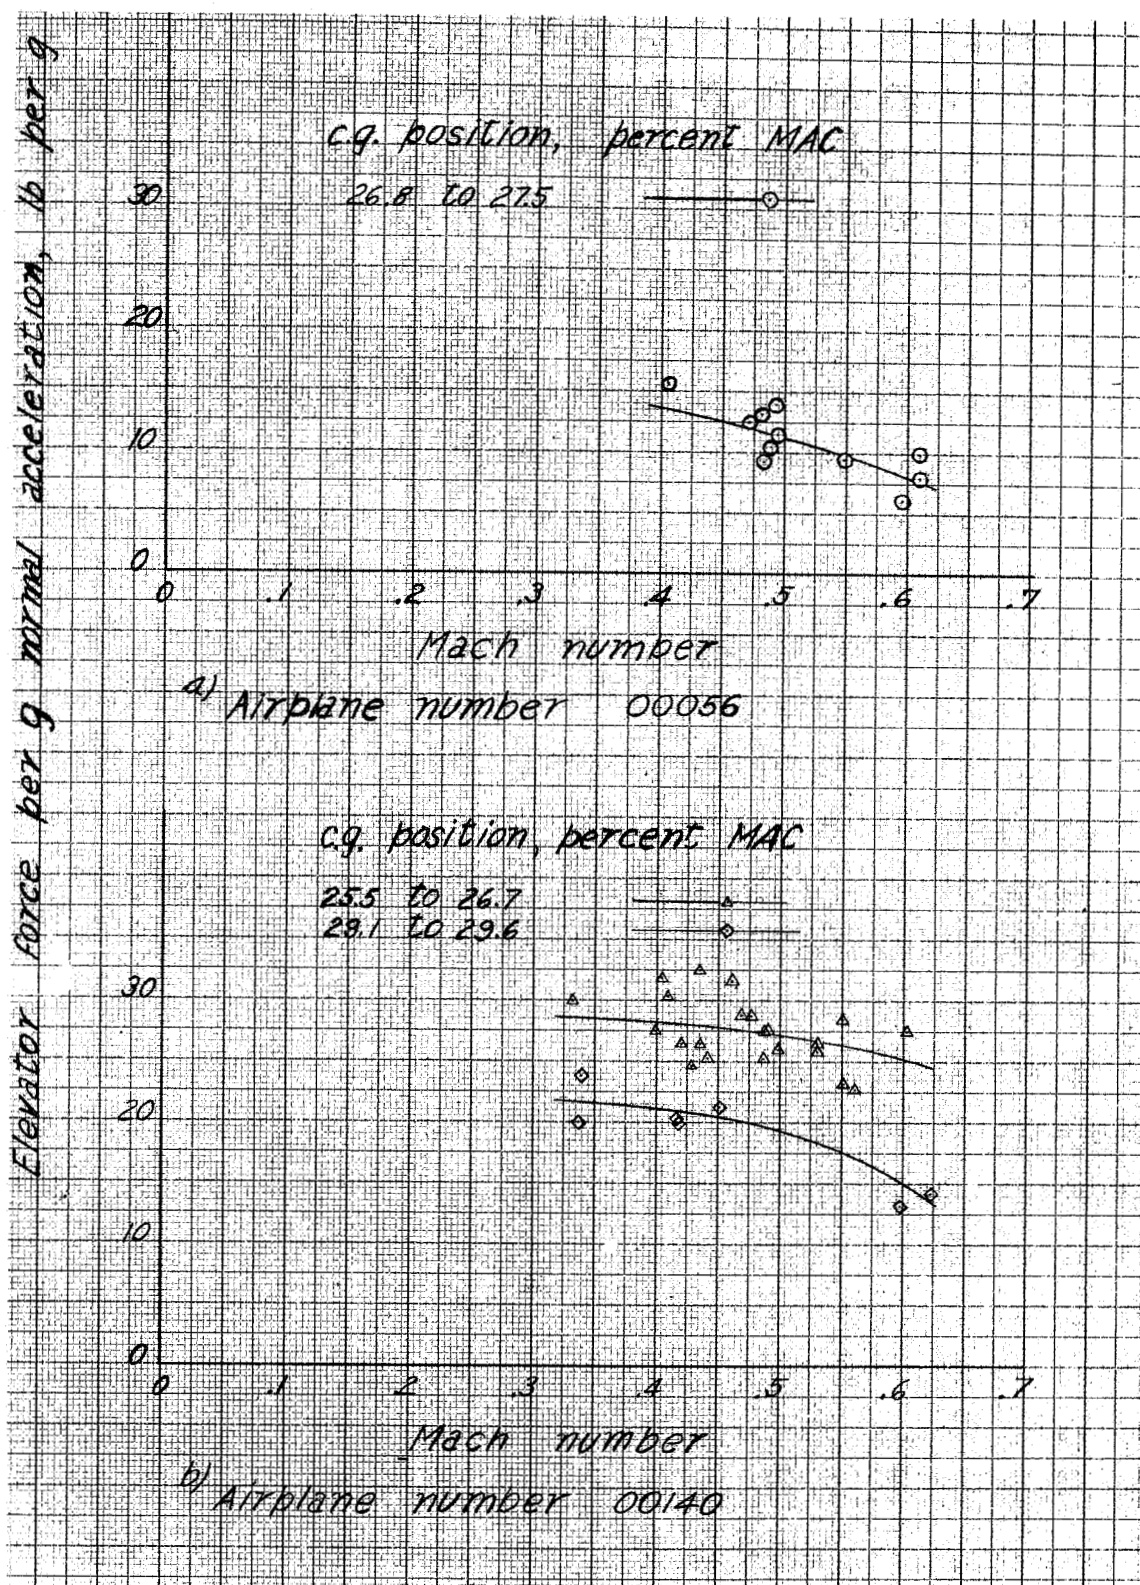 Elevator force per g normal acceleration, lb per g
c.g. position, percent MAC
26.8 to 27.5
30
20
10
0
0 .1 .2 .3 .4 .5 .6 .7
Mach number
a) Airplane number 00056
c.g. position, percent MAC
25.5 to 26.7
29.1 to 29.6
30
20
10
0
0 .1 .2 .3 .4 .5 .6 .7
Mach number
b) Airplane number 00140